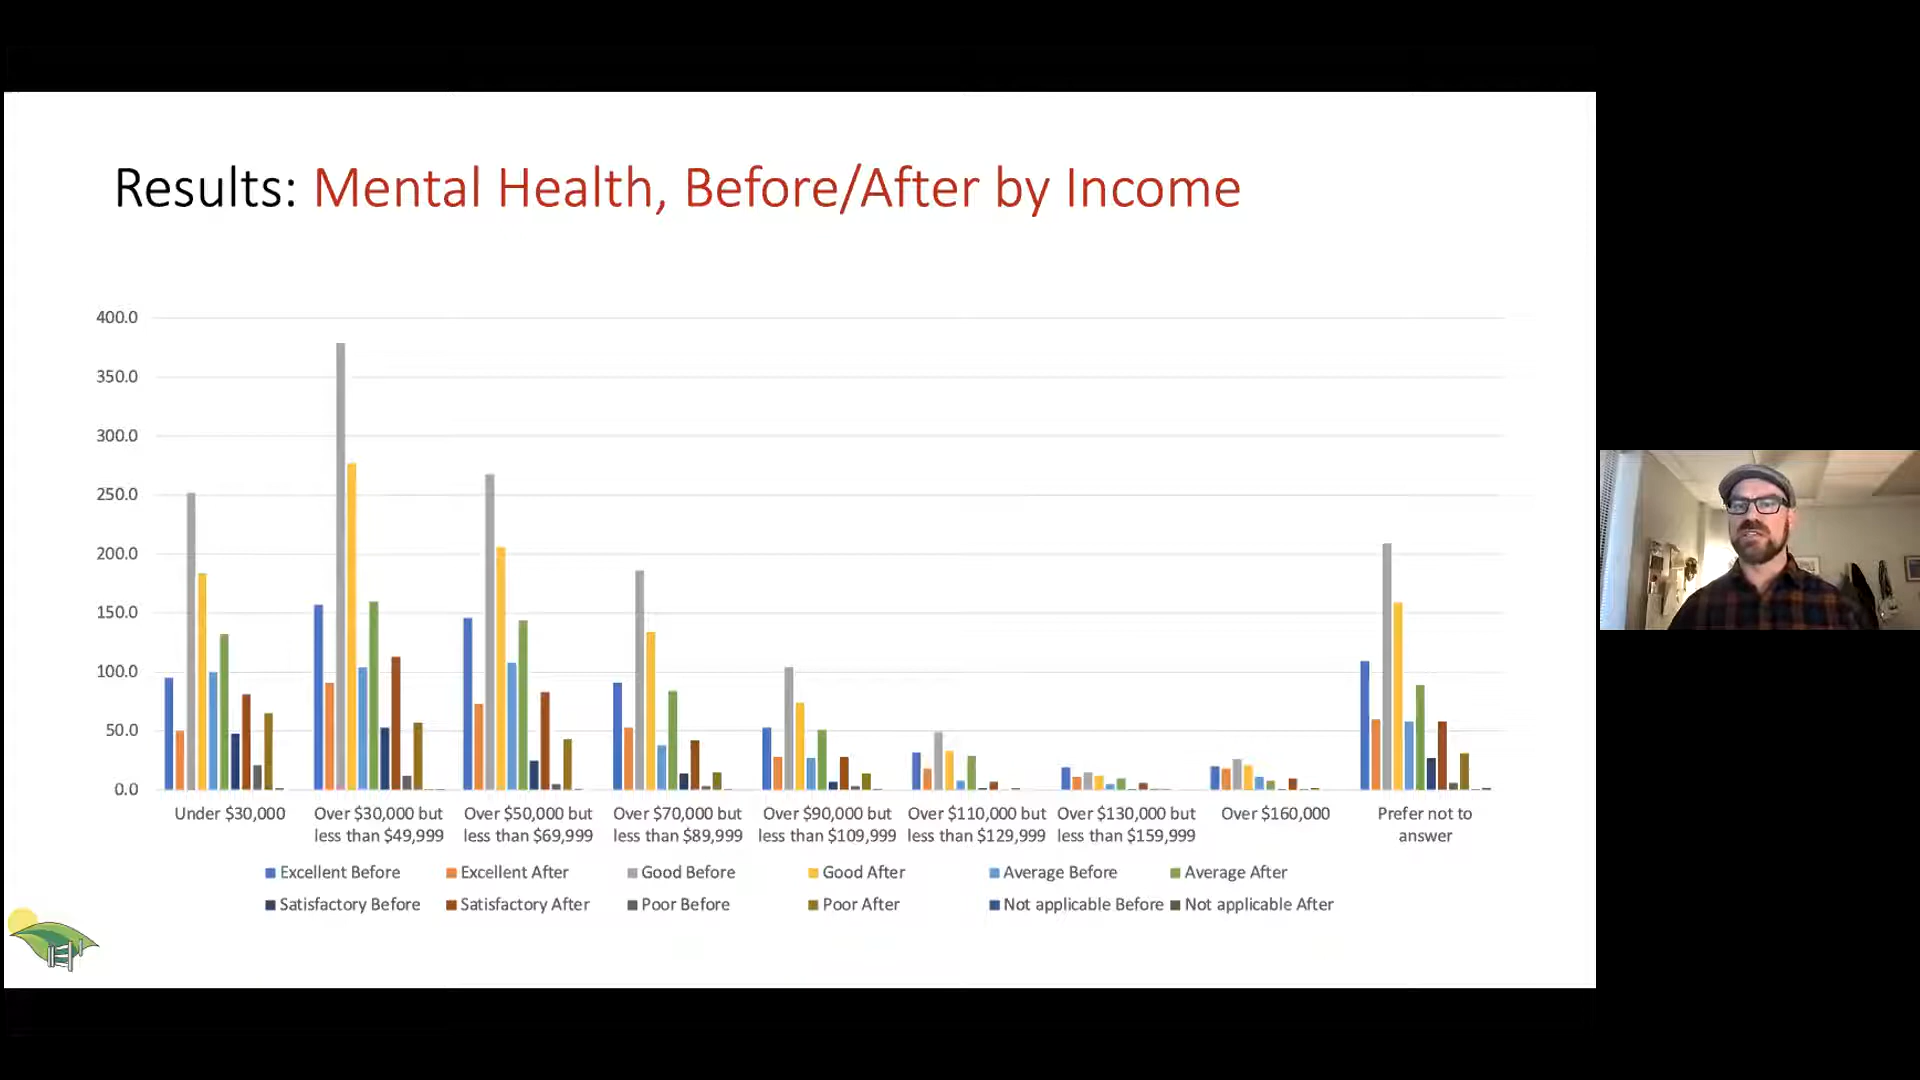 Results: Mental Health, Before/After by Income
400.0
350.0
300.0
250.0
200.0
150.0
100.0
50.0
0.0
Under $30,000
Over $30,000 but
less than $49,999
Over $50,000 but
less than $69,999
Over $70,000 but
less than $89,999
Over $90,000 but
less than $109,999
Over $110,000 but
less than $129,999
Over $130,000 but
less than $159,999
Over $160,000
Prefer not to
answer
Excellent Before
Excellent After
Good Before
Good After
Average Before
Average After
Satisfactory Before
Satisfactory After
Poor Before
Poor After
Not applicable Before
Not applicable After